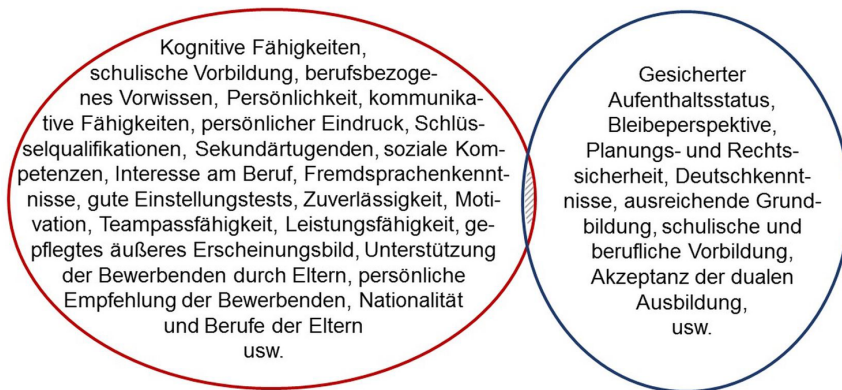 Kognitive Fähigkeiten,
schulische Vorbildung, berufsbezoge-
nes Vorwissen, Persönlichkeit, kommunika-
tive Fähigkeiten, persönlicher Eindruck, Schlüs-
selqualifikationen, Sekundärtugenden, soziale Kom-
petenzen, Interesse am Beruf, Fremdsprachenkennt-
nisse, gute Einstellungstests, Zuverlässigkeit, Moti-
vation, Teampassfähigkeit, Leistungsfähigkeit, ge-
pflegtes äußeres Erscheinungsbild, Unterstützung
der Bewerbenden durch Eltern, persönliche
Empfehlung der Bewerbenden, Nationalität
und Berufe der Eltern
usw.
Gesicherter
Aufenthaltsstatus,
Bleibeperspektive,
Planungs- und Rechts-
sicherheit, Deutschkennt-
nisse, ausreichende Grund-
bildung, schulische und
berufliche Vorbildung,
Akzeptanz der dualen
Ausbildung,
usw.